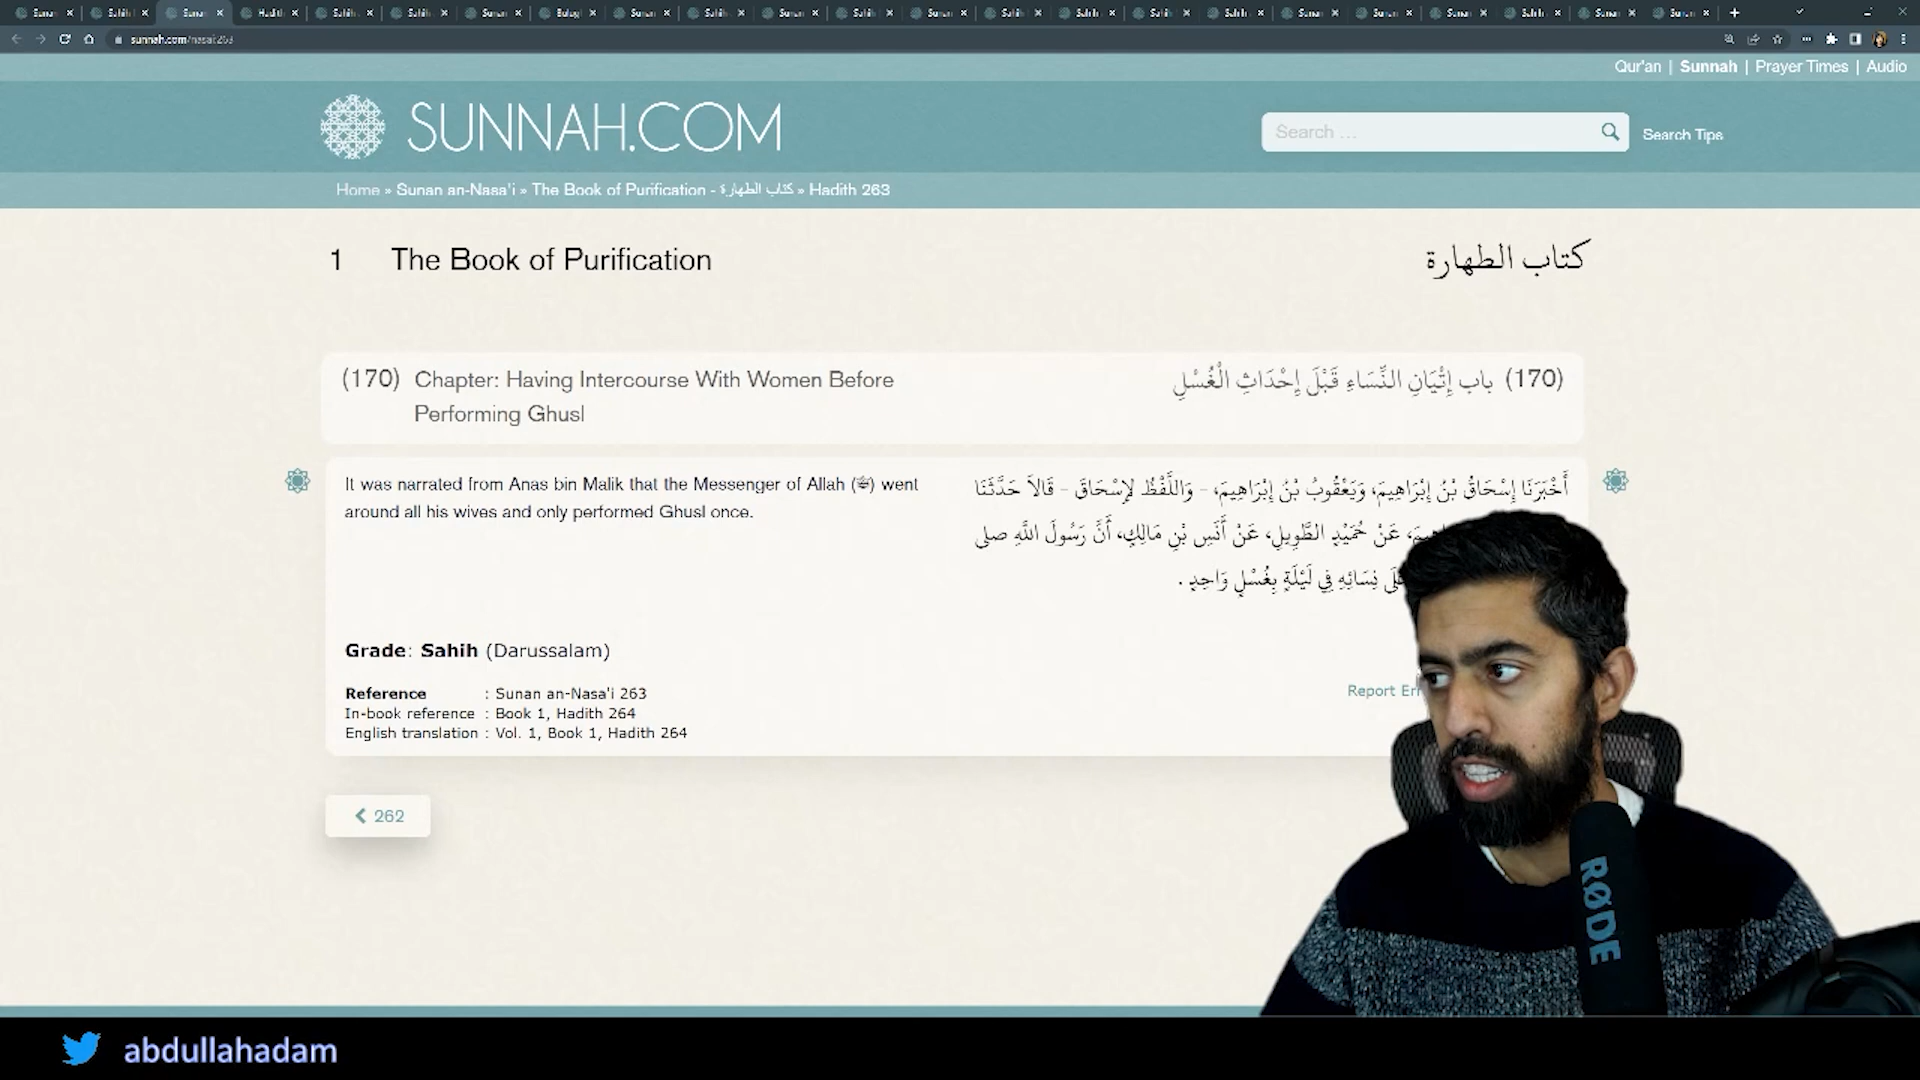 sunnah.com/nasai:263
Qur'an | Sunnah | Prayer Times | Audio
SUNNAH.COM
Search ...
Search Tips
Home » Sunan an-Nasa'i » The Book of Purification - كتاب الطهارة » Hadith 263
1 The Book of Purification
كتاب الطهارة
(170) Chapter: Having Intercourse With Women Before
Performing Ghusl
(170) باب إِتْيَانِ النِّسَاءِ قَبْلَ إِحْدَاثِ الْغُسْلِ
It was narrated from Anas bin Malik that the Messenger of Allah (ﷺ) went
around all his wives and only performed Ghusl once.
أَخْبَرَنَا إِسْحَاقُ بْنُ إِبْرَاهِيمَ، وَيَعْقُوبُ بْنُ إِبْرَاهِيمَ، - وَاللَّفْظُ لإِسْحَاقَ - قَالاَ حَدَّثَنَا
عَنْ حُمَيْدٍ الطَّوِيلِ، عَنْ أَنَسِ بْنِ مَالِكٍ، أَنَّ رَسُولَ اللَّهِ صلى
نِسَائِهِ فِي لَيْلَةٍ بِغُسْلٍ وَاحِدٍ .
Grade: Sahih (Darussalam)
Reference : Sunan an-Nasa'i 263
In-book reference : Book 1, Hadith 264
English translation : Vol. 1, Book 1, Hadith 264
Report
262
RØDE
abdullahadam